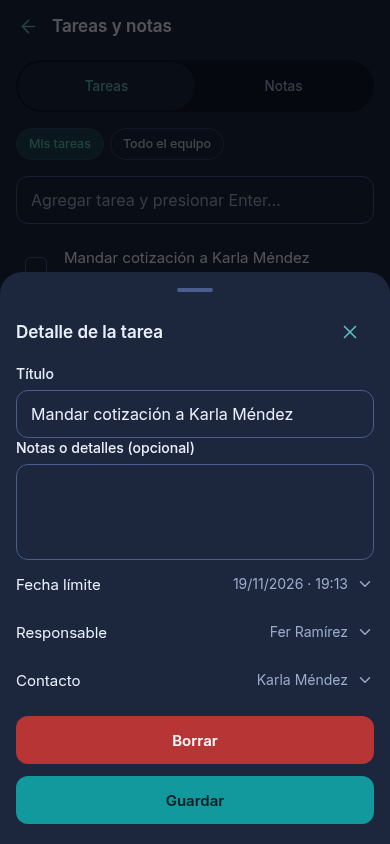 Tareas y notas
Tareas
Notas
Mis tareas
Todo el equipo
Agregar tarea y presionar Enter...
Mandar cotización a Karla Méndez
Detalle de la tarea
Título
Mandar cotización a Karla Méndez
Notas o detalles (opcional)
Fecha límite
19/11/2026 · 19:13
Responsable
Fer Ramírez
Contacto
Karla Méndez
Borrar
Guardar